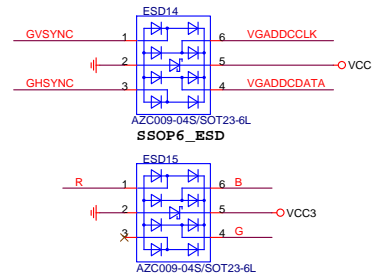 ESD14
GVSYNC 1 6 VGADDCCLK
2 5 VCC
GHSYNC 3 4 VGADDCDATA
AZC009-04S/SOT23-6L
SSOP6_ESD
ESD15
R 1 6 B
2 5 VCC3
3 4 G
AZC009-04S/SOT23-6L